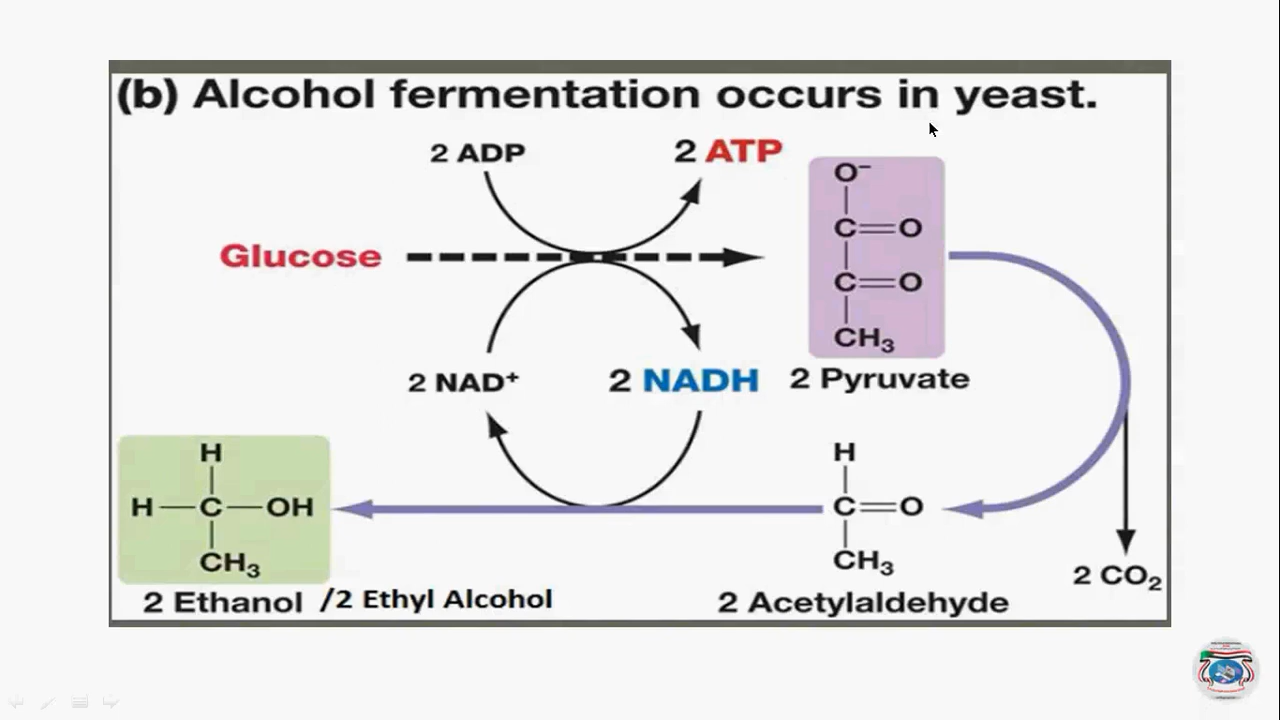 (b) Alcohol fermentation occurs in yeast.
2 ADP
2 ATP
Glucose
O⁻
C=O
C=O
CH₃
2 NAD⁺
2 NADH
2 Pyruvate
H
H—C—OH
CH₃
H
C=O
CH₃
2 CO₂
2 Ethanol /2 Ethyl Alcohol
2 Acetylaldehyde